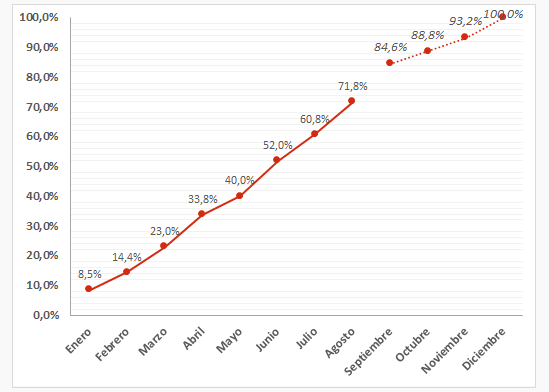 100,0%
90,0%
80,0%
70,0%
60,0%
50,0%
40,0%
30,0%
20,0%
10,0%
0,0%
8,5%
14,4%
23,0%
33,8%
40,0%
52,0%
60,8%
71,8%
84,6%
88,8%
93,2%
100,0%
Enero
Febrero
Marzo
Abril
Mayo
Junio
Julio
Agosto
Septiembre
Octubre
Noviembre
Diciembre